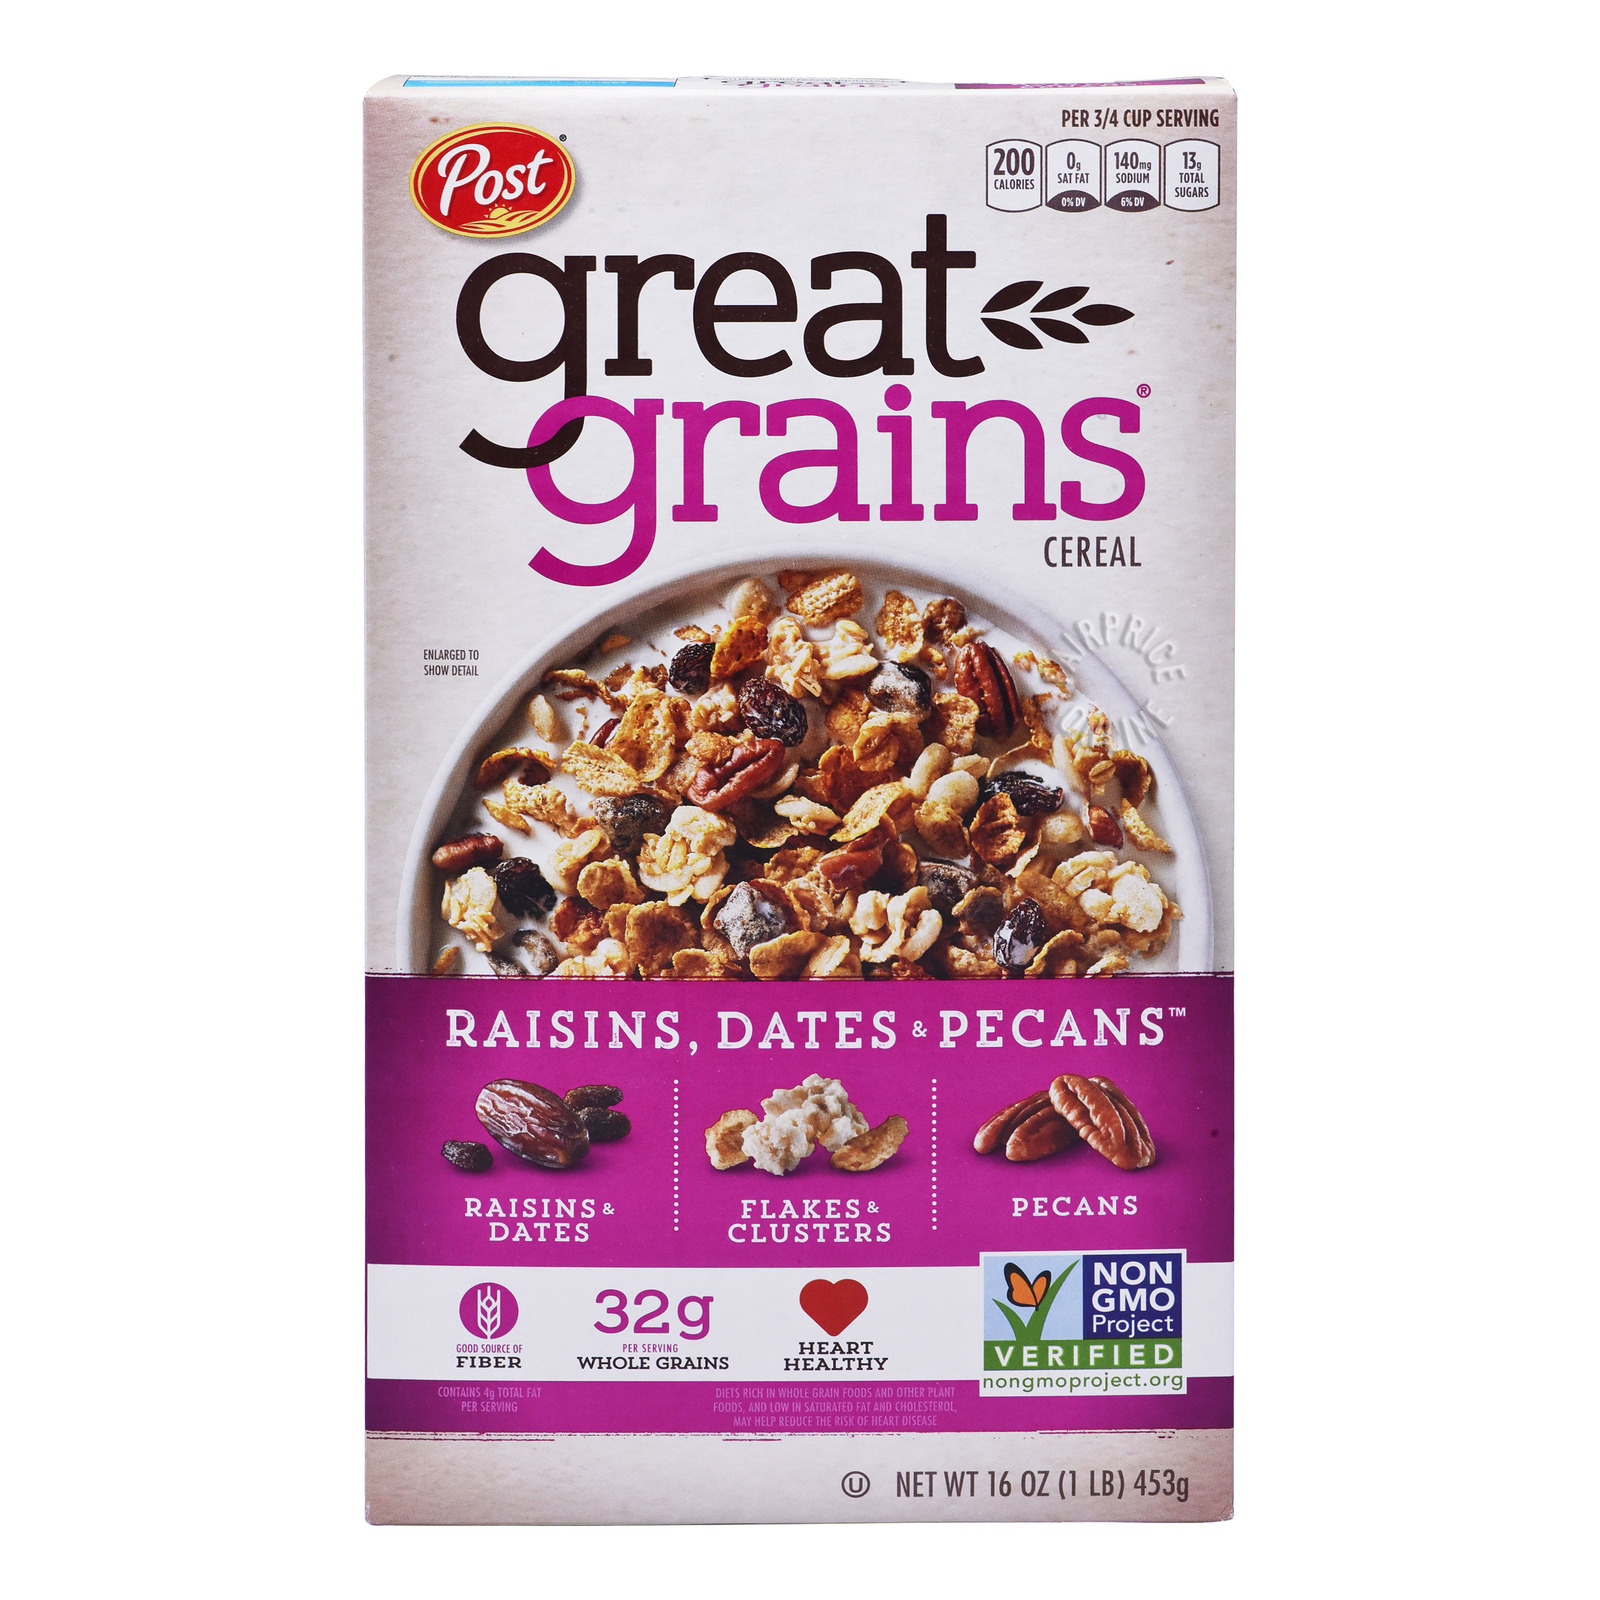 PER 3/4 CUP SERVING
Post®
200 CALORIES
0g SAT FAT 0% DV
140mg SODIUM 6% DV
13g TOTAL SUGARS
great
grains®
CEREAL
ENLARGED TO
SHOW DETAIL
RAISINS, DATES & PECANS™
RAISINS &
DATES
FLAKES &
CLUSTERS
PECANS
GOOD SOURCE OF
FIBER
CONTAINS 4g TOTAL FAT
PER SERVING
32g
PER SERVING
WHOLE GRAINS
HEART
HEALTHY
DIETS RICH IN WHOLE GRAIN FOODS AND OTHER PLANT
FOODS, AND LOW IN SATURATED FAT AND CHOLESTEROL,
MAY HELP REDUCE THE RISK OF HEART DISEASE
NON
GMO
Project
VERIFIED
nongmoproject.org
U NET WT 16 OZ (1 LB) 453g